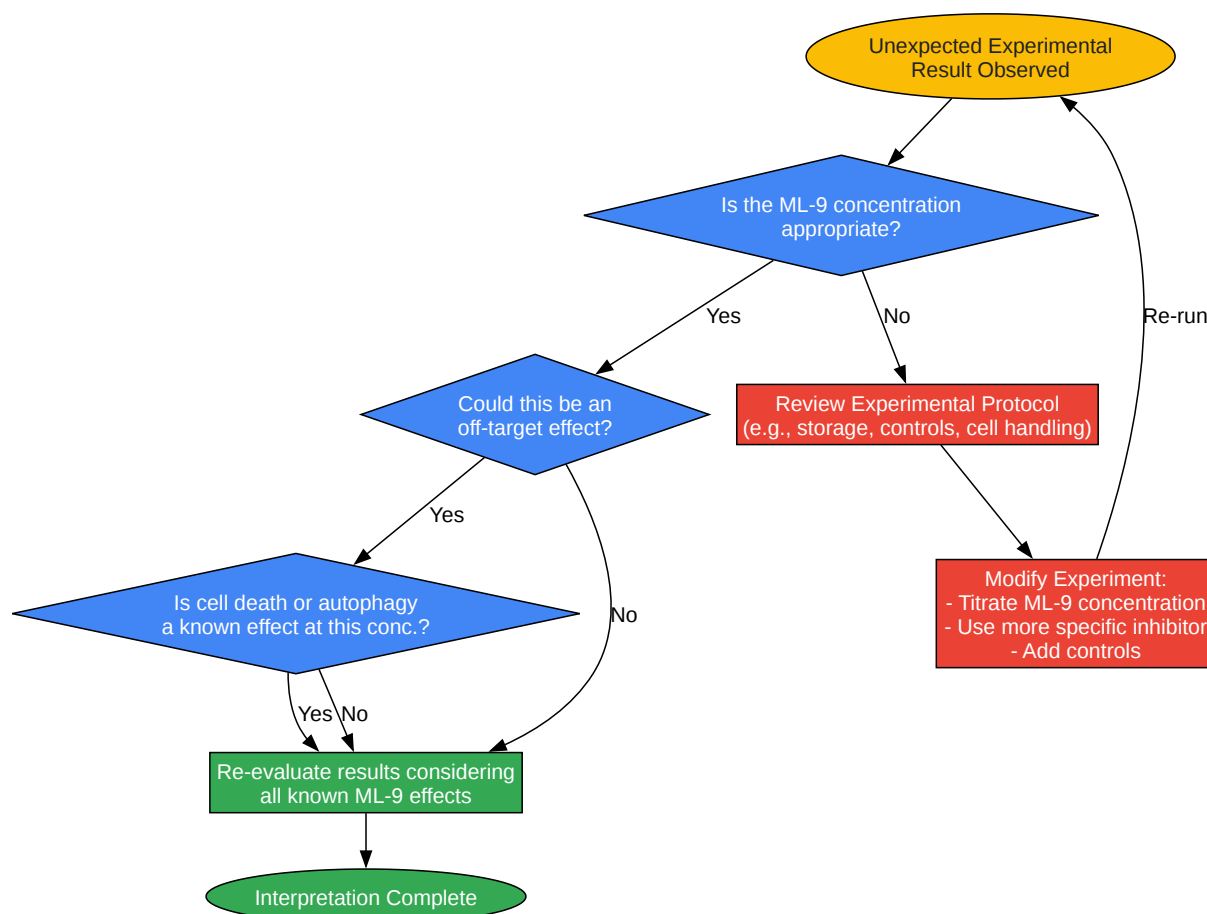 Unexpected Experimental
Result Observed
Is the ML-9 concentration
appropriate?
Yes
No
Re-run
Could this be an
off-target effect?
Review Experimental Protocol
(e.g., storage, controls, cell handling)
Yes
No
Is cell death or autophagy
a known effect at this conc.?
Modify Experiment:
- Titrate ML-9 concentration
- Use more specific inhibitor
- Add controls
Yes
No
Re-evaluate results considering
all known ML-9 effects
Interpretation Complete